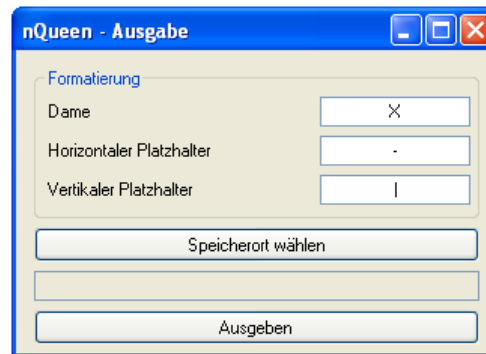 nQueen - Ausgabe
Formatierung
Dame X
Horizontaler Platzhalter -
Vertikaler Platzhalter |
Speicherort wählen
Ausgeben